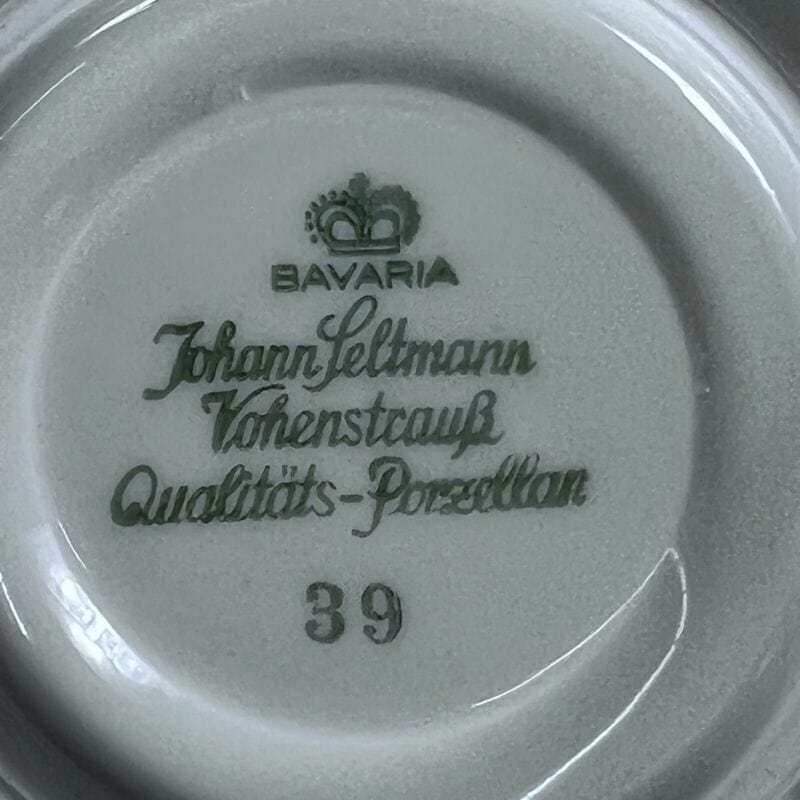 BAVARIA
Johann Seltmann
Vohenstrauß
Qualitäts-Porzellan
39